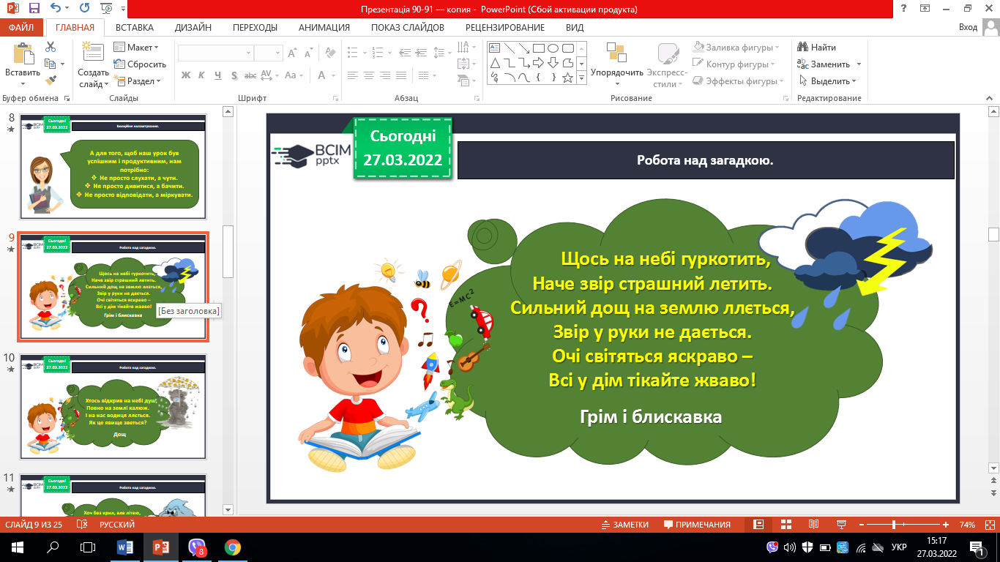 Презентація 90-91 — копия - PowerPoint (Сбой активации продукта)
ФАЙЛ ГЛАВНАЯ ВСТАВКА ДИЗАЙН ПЕРЕХОДЫ АНИМАЦИЯ ПОКАЗ СЛАЙДОВ РЕЦЕНЗИРОВАНИЕ ВИД Вход
Вставить
Буфер обмена
Создать слайд
Макет
Сбросить
Раздел
Слайды
Ж К Ч S abc AV Aa A
Шрифт
Абзац
Упорядочить
Экспресс-стили
Заливка фигуры
Контур фигуры
Эффекты фигуры
Рисование
Найти
Заменить
Выделить
Редактирование
8
Сьогодні
27.03.2022
Емоційне налаштування.
BCIM
pptx
А для того, щоб наш урок був
успішним і продуктивним, нам
потрібно:
Не просто слухати, а чути.
Не просто дивитися, а бачити.
Не просто відповідати, а міркувати.
9
Сьогодні
27.03.2022
Робота над загадкою.
BCIM
pptx
Щось на небі гуркотить,
Наче звір страшний летить.
Сильний дощ на землю ллється,
Звір у руки не дається.
Очі світяться яскраво –
Всі у дім тікайте жваво!
Грім і блискавка
[Без заголовка]
10
Сьогодні
27.03.2022
Робота над загадкою.
BCIM
pptx
Хтось відкрив на небі душ,
Повно на землі калюж.
І на нас водиця ллється.
Як це явище зветься?
Дощ
11
Сьогодні
27.03.2022
Робота над загадкою.
BCIM
pptx
Хоч без крил, але літаю,
Сьогодні
27.03.2022
BCIM
pptx
Робота над загадкою.
E=MC2
Щось на небі гуркотить,
Наче звір страшний летить.
Сильний дощ на землю ллється,
Звір у руки не дається.
Очі світяться яскраво –
Всі у дім тікайте жваво!
Грім і блискавка
СЛАЙД 9 ИЗ 25 РУССКИЙ ЗАМЕТКИ ПРИМЕЧАНИЯ 74%
8
УКР
15:17
27.03.2022
1